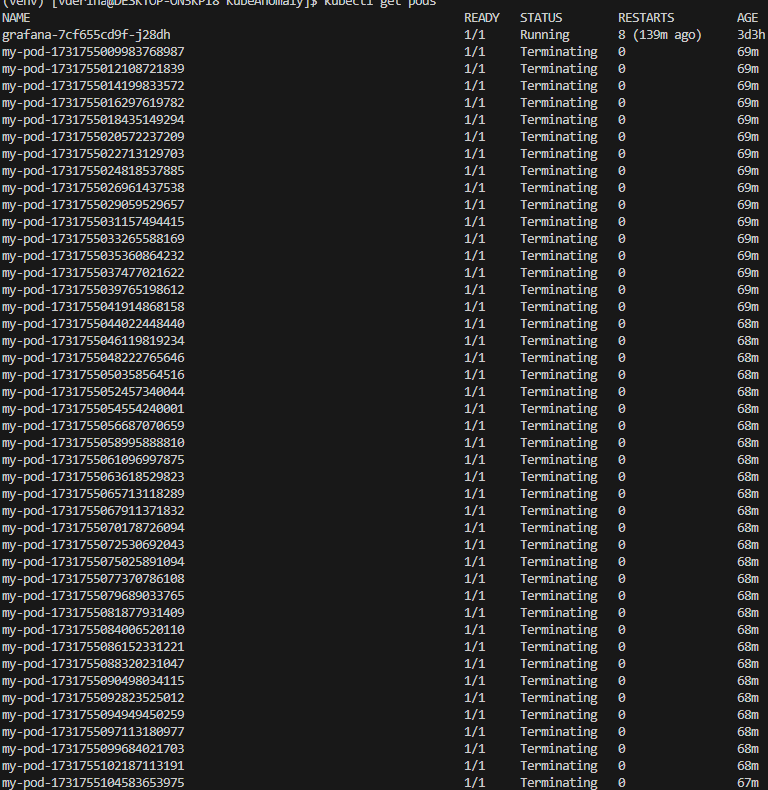 (venv) [vderina@DESKTOP-UN5KPI8 KubeAnomaly]$ kubectl get pods
NAME READY STATUS RESTARTS AGE
grafana-7cf655cd9f-j28dh 1/1 Running 8 (139m ago) 3d3h
my-pod-1731755009983768987 1/1 Terminating 0 69m
my-pod-1731755012108721839 1/1 Terminating 0 69m
my-pod-1731755014199833572 1/1 Terminating 0 69m
my-pod-1731755016297619782 1/1 Terminating 0 69m
my-pod-1731755018435149294 1/1 Terminating 0 69m
my-pod-1731755020572237209 1/1 Terminating 0 69m
my-pod-1731755022713129703 1/1 Terminating 0 69m
my-pod-1731755024818537885 1/1 Terminating 0 69m
my-pod-1731755026961437538 1/1 Terminating 0 69m
my-pod-1731755029059529657 1/1 Terminating 0 69m
my-pod-1731755031157494415 1/1 Terminating 0 69m
my-pod-1731755033265588169 1/1 Terminating 0 69m
my-pod-1731755035360864232 1/1 Terminating 0 69m
my-pod-1731755037477021622 1/1 Terminating 0 69m
my-pod-1731755039765198612 1/1 Terminating 0 69m
my-pod-1731755041914868158 1/1 Terminating 0 69m
my-pod-1731755044022448440 1/1 Terminating 0 68m
my-pod-1731755046119819234 1/1 Terminating 0 68m
my-pod-1731755048222765646 1/1 Terminating 0 68m
my-pod-1731755050358564516 1/1 Terminating 0 68m
my-pod-1731755052457340044 1/1 Terminating 0 68m
my-pod-1731755054554240001 1/1 Terminating 0 68m
my-pod-1731755056687070659 1/1 Terminating 0 68m
my-pod-1731755058995888810 1/1 Terminating 0 68m
my-pod-1731755061096997875 1/1 Terminating 0 68m
my-pod-1731755063618529823 1/1 Terminating 0 68m
my-pod-1731755065713118289 1/1 Terminating 0 68m
my-pod-1731755067911371832 1/1 Terminating 0 68m
my-pod-1731755070178726094 1/1 Terminating 0 68m
my-pod-1731755072530692043 1/1 Terminating 0 68m
my-pod-1731755075025891094 1/1 Terminating 0 68m
my-pod-1731755077370786108 1/1 Terminating 0 68m
my-pod-1731755079689033765 1/1 Terminating 0 68m
my-pod-1731755081877931409 1/1 Terminating 0 68m
my-pod-1731755084006520110 1/1 Terminating 0 68m
my-pod-1731755086152331221 1/1 Terminating 0 68m
my-pod-1731755088320231047 1/1 Terminating 0 68m
my-pod-1731755090498034115 1/1 Terminating 0 68m
my-pod-1731755092823525012 1/1 Terminating 0 68m
my-pod-1731755094949450259 1/1 Terminating 0 68m
my-pod-1731755097113180977 1/1 Terminating 0 68m
my-pod-1731755099684021703 1/1 Terminating 0 68m
my-pod-1731755102187113191 1/1 Terminating 0 68m
my-pod-1731755104583653975 1/1 Terminating 0 67m